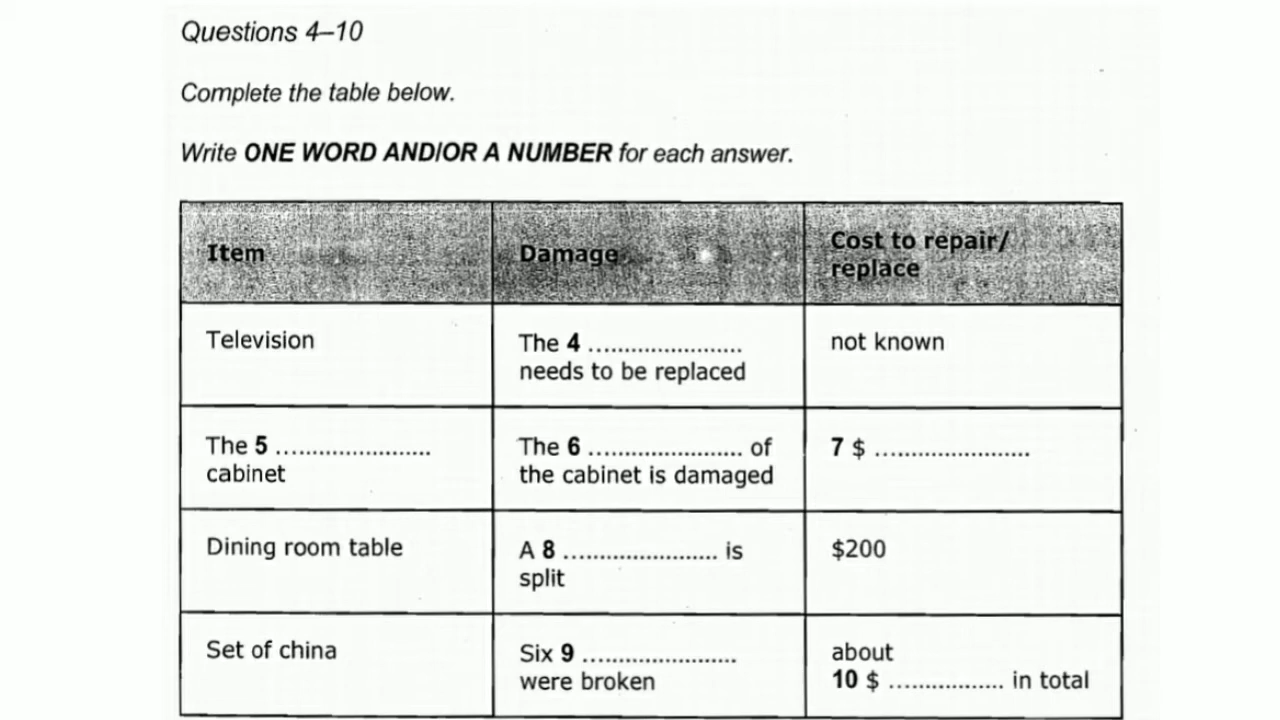 Questions 4–10
Complete the table below.
Write ONE WORD AND/OR A NUMBER for each answer.
Item
Damage
Cost to repair/
replace
Television
The 4 ......................
needs to be replaced
not known
The 5 ......................
cabinet
The 6 ...................... of
the cabinet is damaged
7 $ ......................
Dining room table
A 8 ...................... is
split
$200
Set of china
Six 9 ......................
were broken
about
10 $ ................ in total